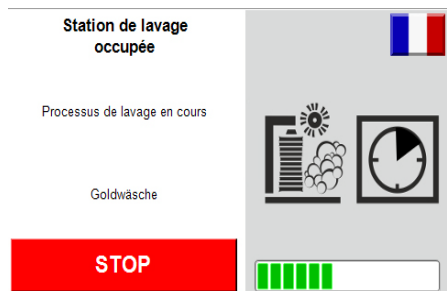 Station de lavage
occupée
Processus de lavage en cours
Goldwäsche
STOP